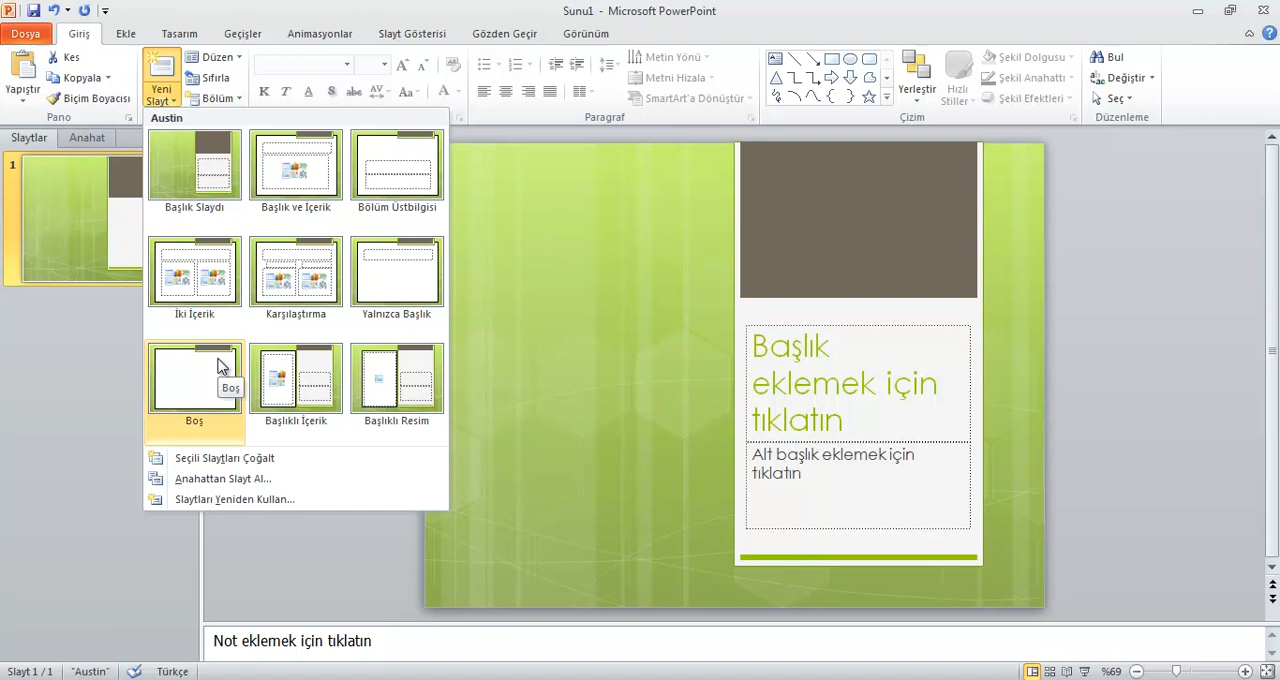 Sunu1 - Microsoft PowerPoint
Dosya Giriş Ekle Tasarım Geçişler Animasyonlar Slayt Gösterisi Gözden Geçir Görünüm
Yapıştır
Kes
Kopyala
Biçim Boyacısı
Pano
Yeni
Slayt
Düzen
Sıfırla
Bölüm
K T A S abc AV Aa A
Metin Yönü
Metni Hizala
SmartArt'a Dönüştür
Paragraf
Yerleştir
Hızlı
Stiller
Şekil Dolgusu
Şekil Anahattı
Şekil Efektleri
Çizim
Bul
Değiştir
Seç
Düzenleme
Slaytlar Anahat
1
Austin
Başlık Slaydı Başlık ve İçerik Bölüm Üstbilgisi
İki İçerik Karşılaştırma Yalnızca Başlık
Boş
Boş Başlıklı İçerik Başlıklı Resim
Seçili Slaytları Çoğalt
Anahattan Slayt Al...
Slaytları Yeniden Kullan...
Başlık
eklemek için
tıklatın
Alt başlık eklemek için
tıklatın
Not eklemek için tıklatın
Slayt 1 / 1 "Austin" Türkçe %69